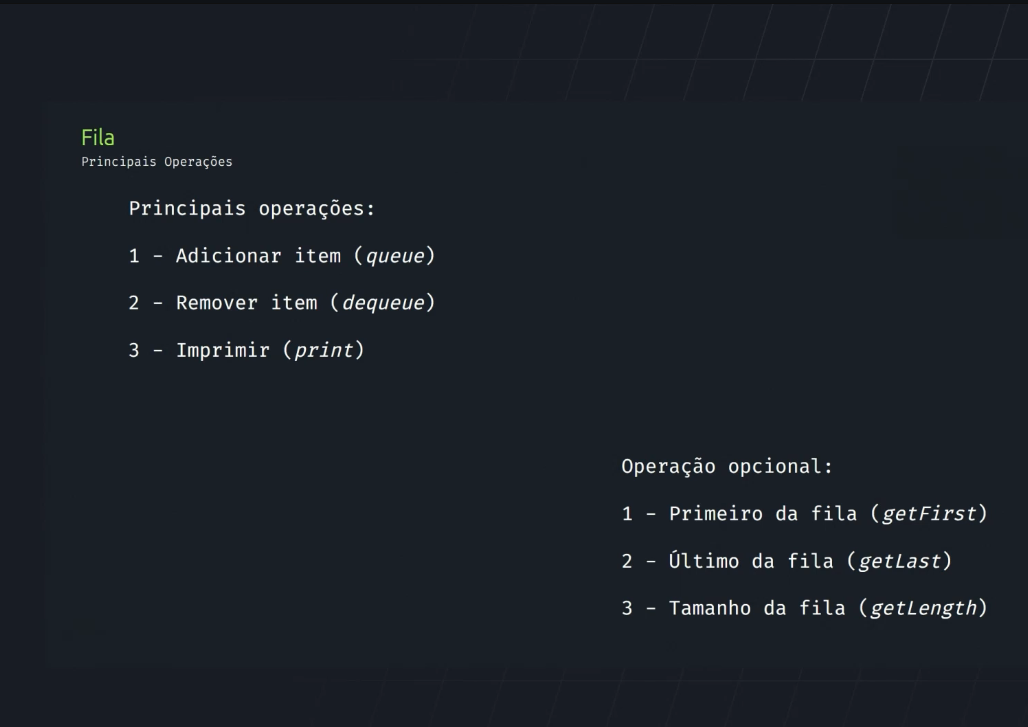 Fila
Principais Operações
Principais operações:
1 - Adicionar item (queue)
2 - Remover item (dequeue)
3 - Imprimir (print)
Operação opcional:
1 - Primeiro da fila (getFirst)
2 - Último da fila (getLast)
3 - Tamanho da fila (getLength)